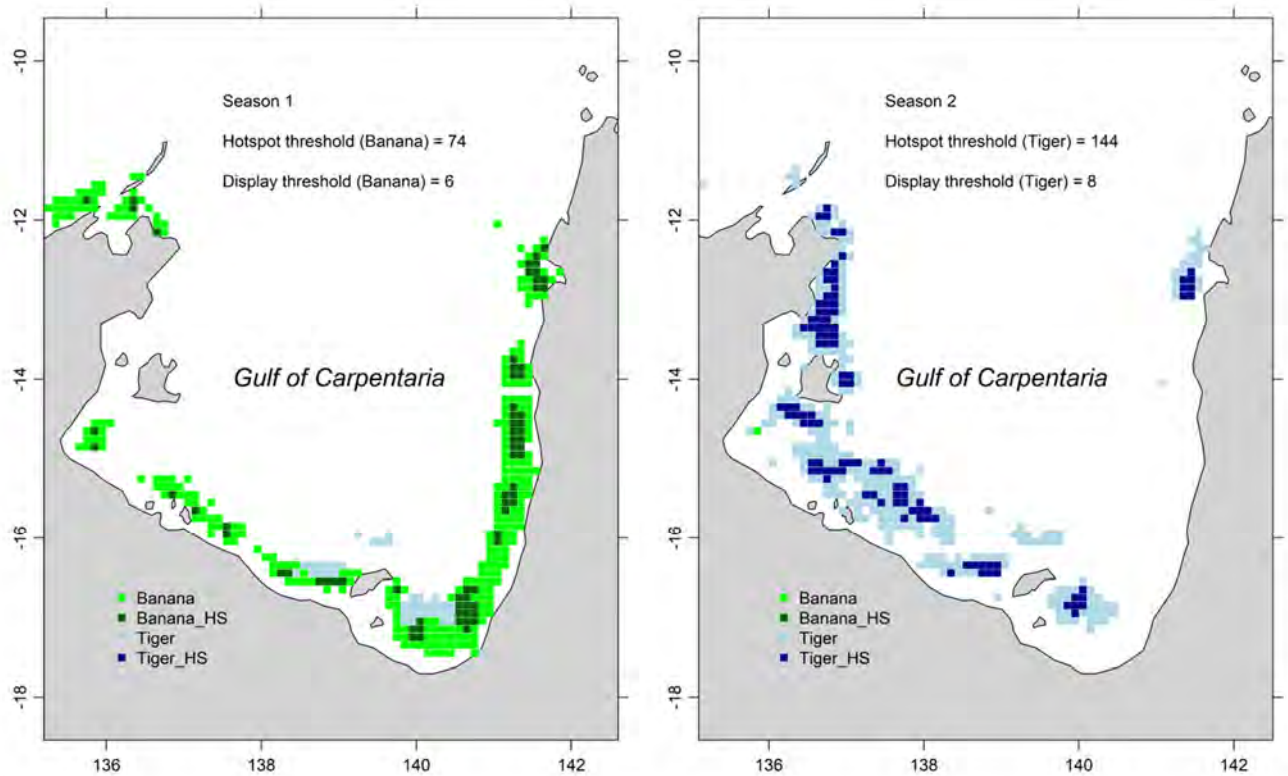 Season 1
Hotspot threshold (Banana) = 74
Display threshold (Banana) = 6
Gulf of Carpentaria
Banana
Banana_HS
Tiger
Tiger_HS
-10
-12
-14
-16
-18
136
138
140
142
Season 2
Hotspot threshold (Tiger) = 144
Display threshold (Tiger) = 8
Gulf of Carpentaria
Banana
Banana_HS
Tiger
Tiger_HS
-10
-12
-14
-16
-18
136
138
140
142